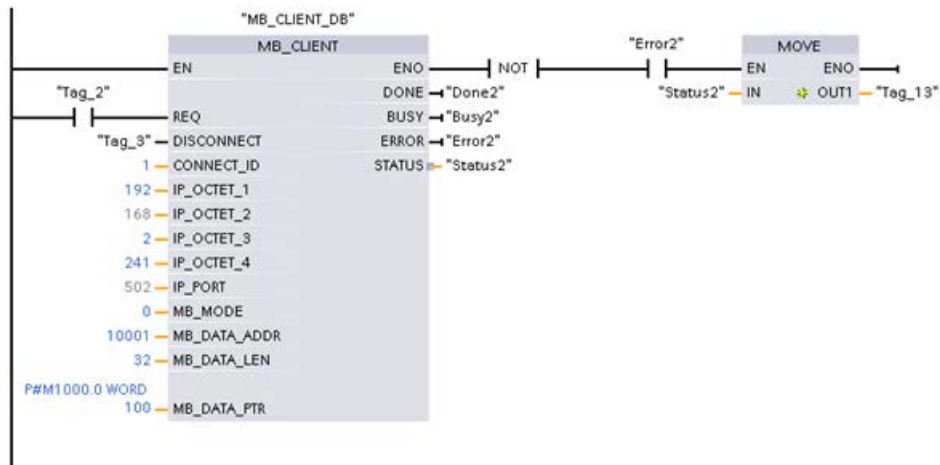 "MB_CLIENT_DB"
MB_CLIENT
"Error2"
MOVE
EN ENO NOT EN ENO
"Tag_2" DONE "Done2" "Status2" IN OUT1 "Tag_13"
REQ BUSY "Busy2"
"Tag_3" DISCONNECT ERROR "Error2"
1 CONNECT_ID STATUS "Status2"
192 IP_OCTET_1
168 IP_OCTET_2
2 IP_OCTET_3
241 IP_OCTET_4
502 IP_PORT
0 MB_MODE
10001 MB_DATA_ADDR
32 MB_DATA_LEN
P#M1000.0 WORD
100 MB_DATA_PTR